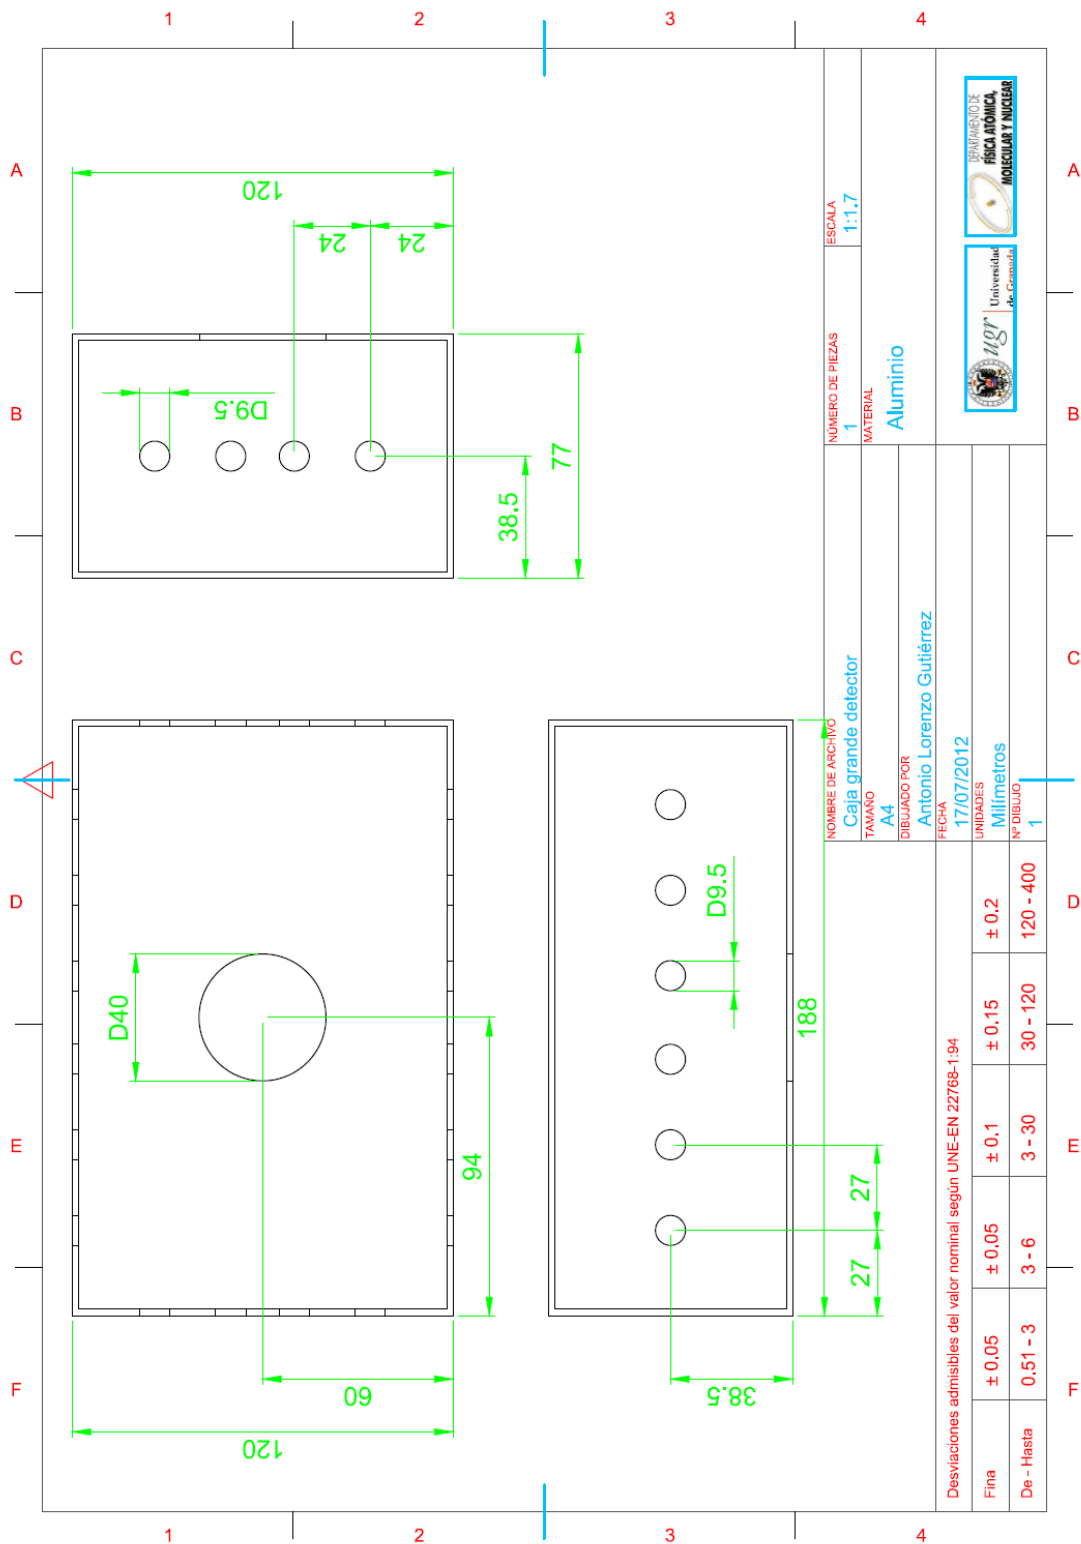 1
2
3
4
A
A
120
24
24
D9.5
B
B
38.5
77
C
C
D40
94
60
120
D
D
D9.5
188
27
27
38.5
E
E
F
F
1
2
3
4
NOMBRE DE ARCHIVO
Caja grande detector
NÚMERO DE PIEZAS
1
ESCALA
1:1.7
TAMAÑO
A4
MATERIAL
Aluminio
DIBUJADO POR
Antonio Lorenzo Gutiérrez
FECHA
17/07/2012
UNIDADES
Milímetros
Nº DIBUJO
1
ugr
Universidad
de Granada
DEPARTAMENTO DE
FÍSICA ATÓMICA,
MOLECULAR Y NUCLEAR
Desviaciones admisibles del valor nominal según UNE-EN 22768-1:94
Fina ± 0.05 ± 0.05 ± 0.1 ± 0.15 ± 0.2
De - Hasta 0.51 - 3 3 - 6 3 - 30 30 - 120 120 - 400